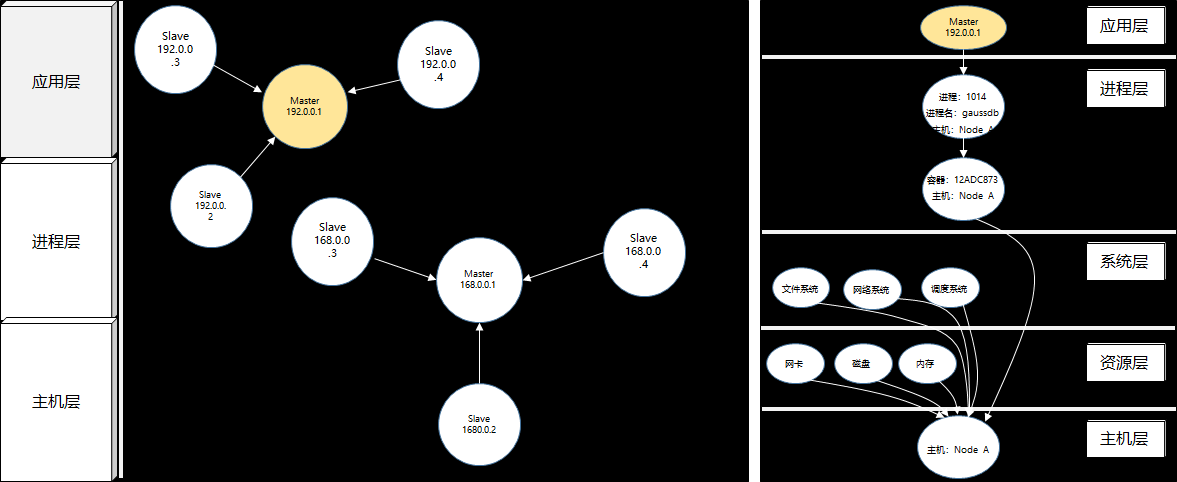 应用层
进程层
主机层
Slave
192.0.0
.3
Slave
192.0.0
.4
Master
192.0.0.1
Slave
192.0.0.
2
Slave
168.0.0
.3
Slave
168.0.0
.4
Master
168.0.0.1
Slave
1680.0.2
Master
192.0.0.1
应用层
进程层
进程：1014
进程名：gaussdb
主机：Node A
容器：12ADC873
主机：Node A
系统层
文件系统
网络系统
调度系统
资源层
网卡
磁盘
内存
主机层
主机：Node A